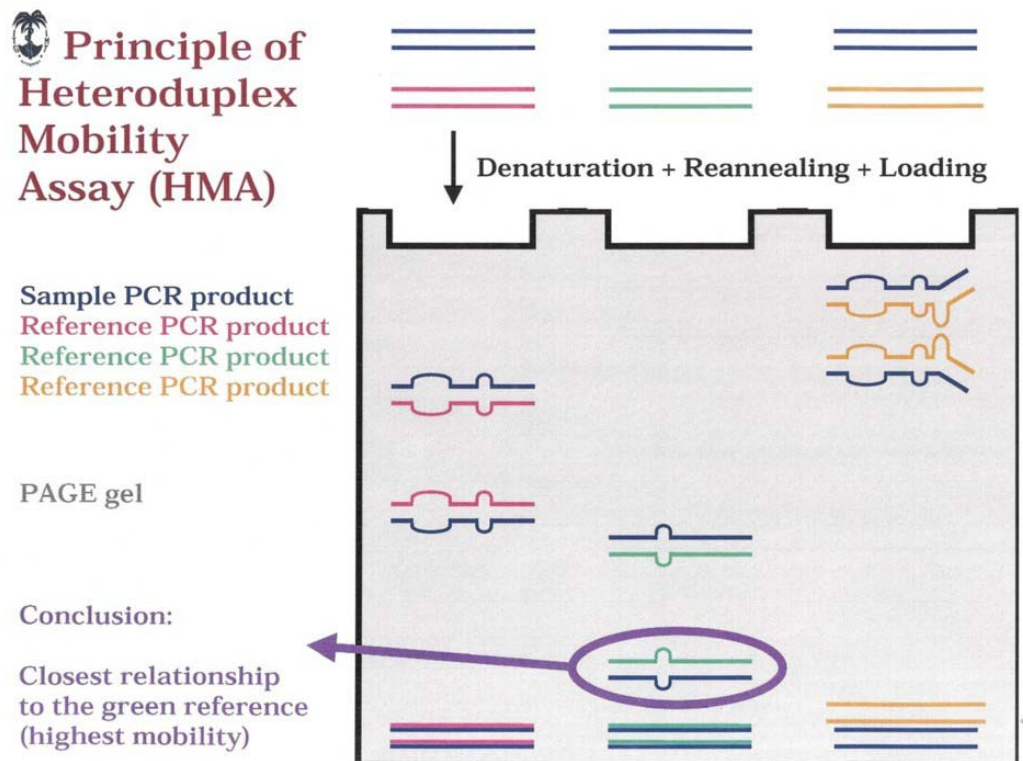 Principle of
Heteroduplex
Mobility
Assay (HMA)
Denaturation + Reannealing + Loading
Sample PCR product
Reference PCR product
Reference PCR product
Reference PCR product
PAGE gel
Conclusion:
Closest relationship
to the green reference
(highest mobility)